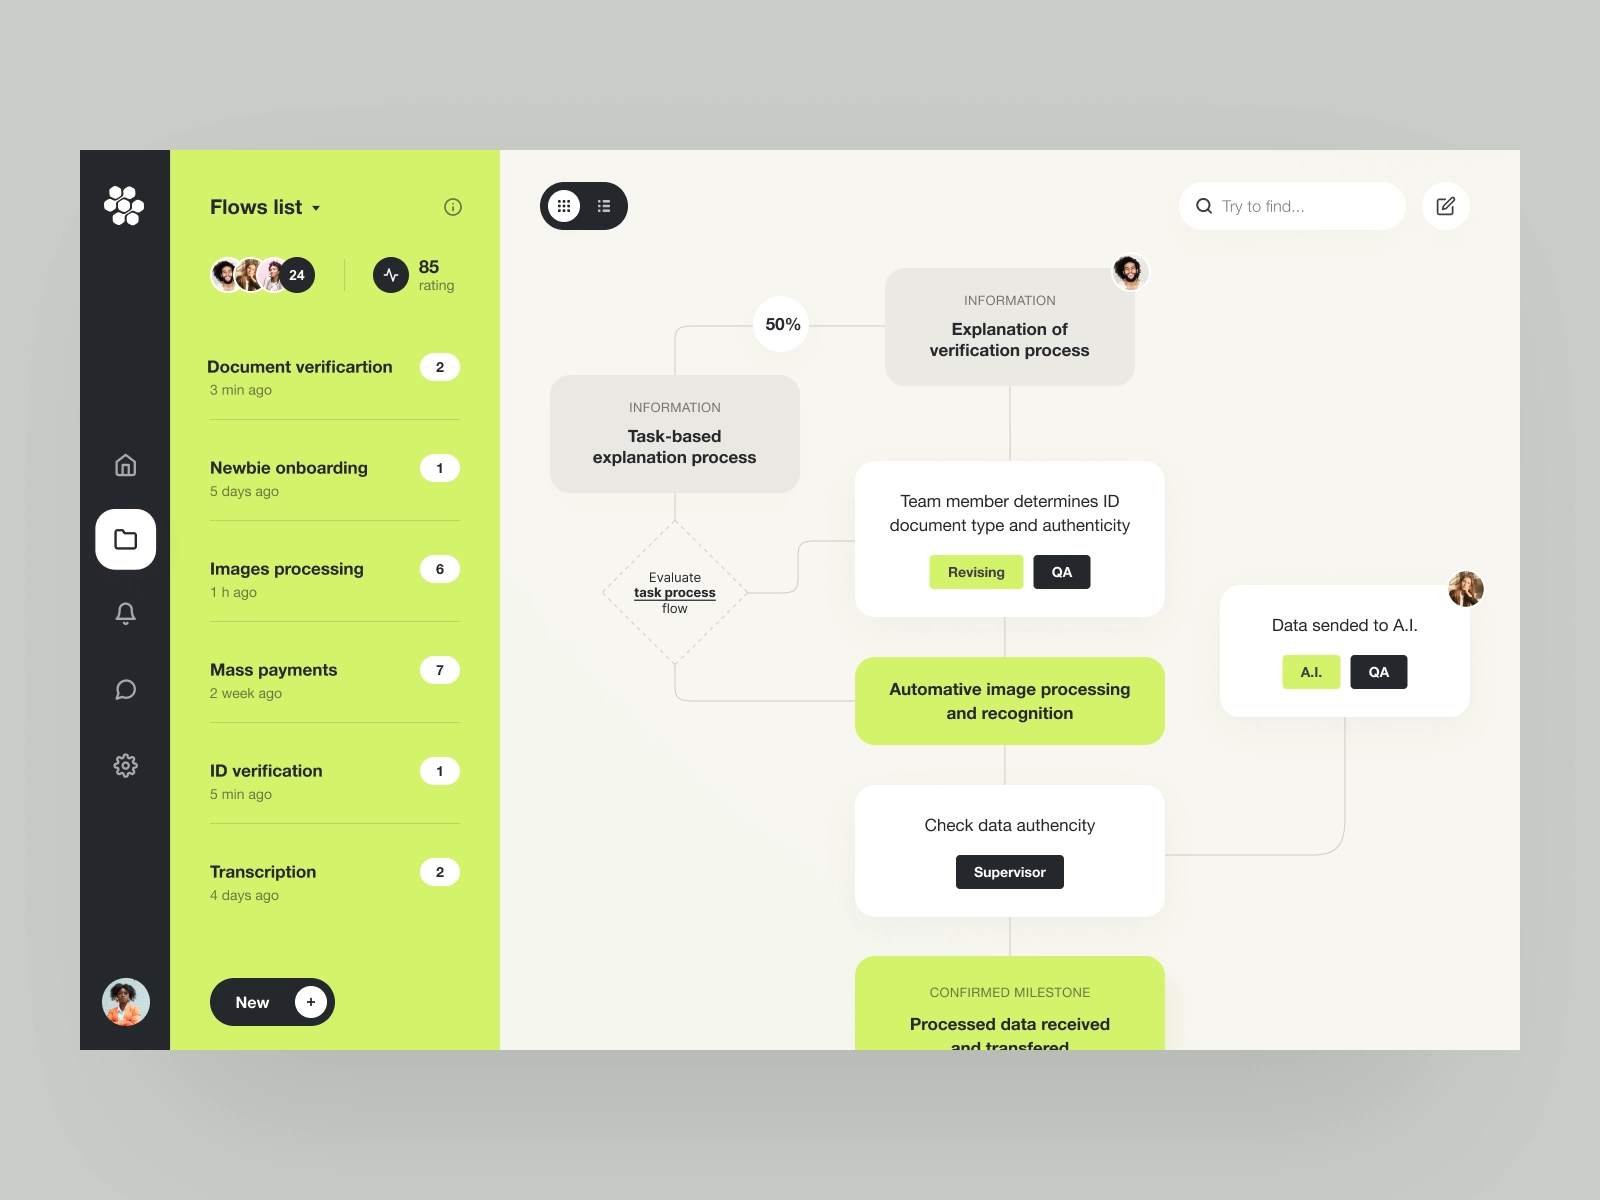 Flows list
24
85
rating
Document verificartion
2
3 min ago
Newbie onboarding
1
5 days ago
Images processing
6
1 h ago
Mass payments
7
2 week ago
ID verification
1
5 min ago
Transcription
2
4 days ago
New
+
Try to find...
50%
INFORMATION
Explanation of
verification process
INFORMATION
Task-based
explanation process
Evaluate
task process
flow
Team member determines ID
document type and authenticity
Revising
QA
Data sended to A.I.
A.I.
QA
Automative image processing
and recognition
Check data authencity
Supervisor
CONFIRMED MILESTONE
Processed data received
and transfered